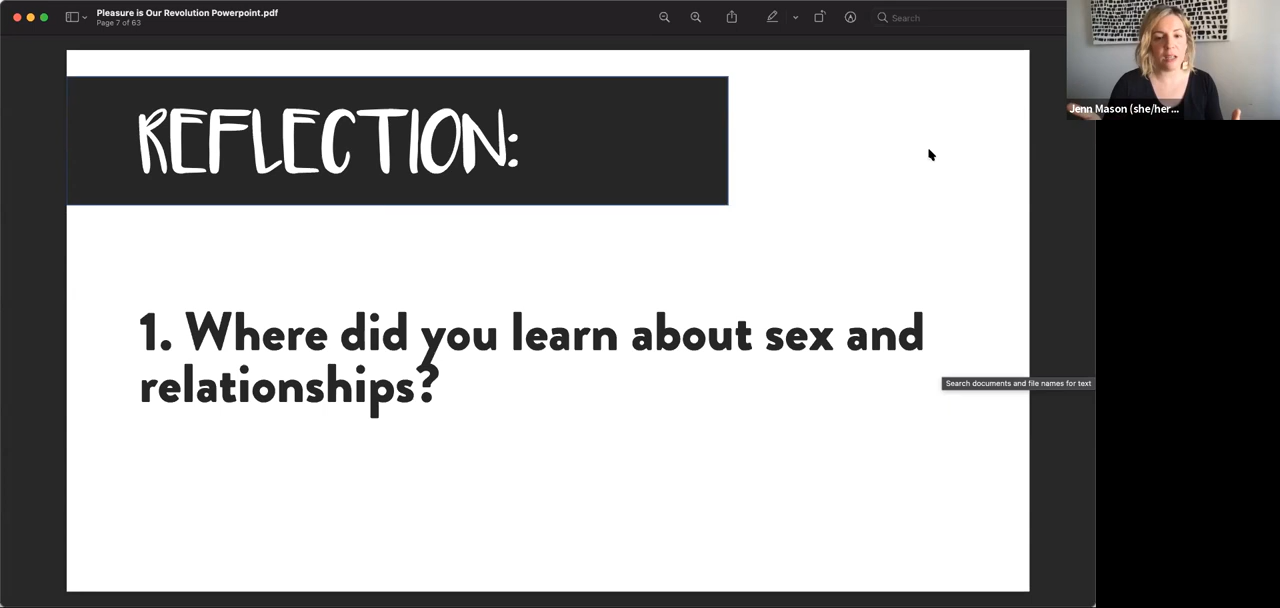 Pleasure is Our Revolution Powerpoint.pdf
Page 7 of 63
Search
Jenn Mason (she/her...
REFLECTION:
1. Where did you learn about sex and
relationships?
Search documents and file names for text